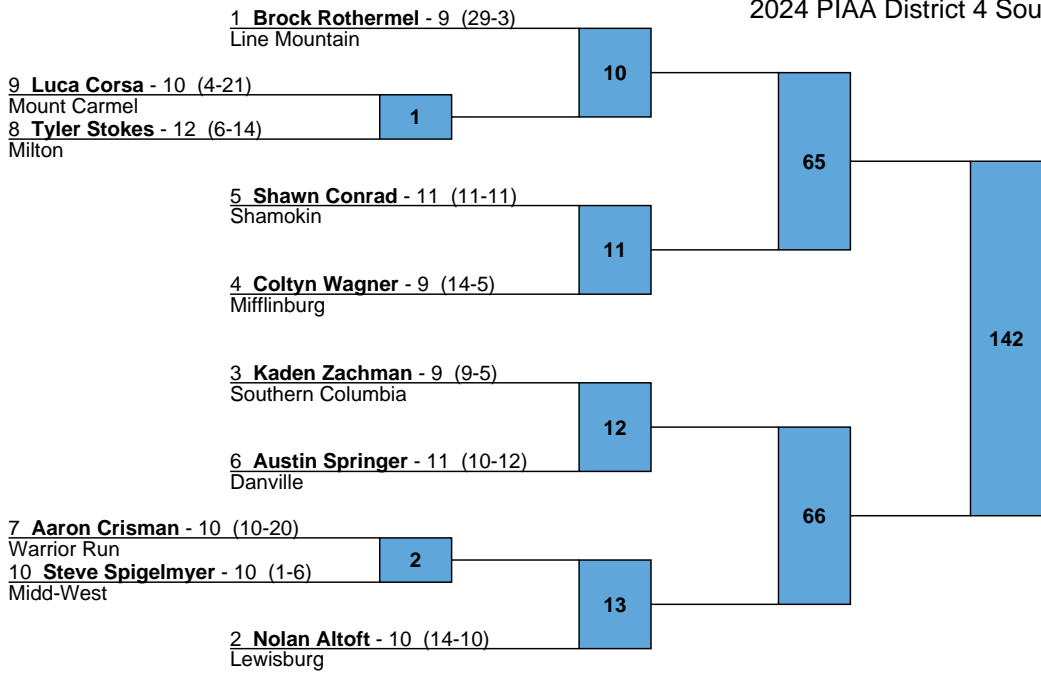 2024 PIAA District 4 Sou
1 Brock Rothermel - 9 (29-3)
Line Mountain
10
9 Luca Corsa - 10 (4-21)
Mount Carmel
1
8 Tyler Stokes - 12 (6-14)
Milton
65
5 Shawn Conrad - 11 (11-11)
Shamokin
11
4 Coltyn Wagner - 9 (14-5)
Mifflinburg
142
3 Kaden Zachman - 9 (9-5)
Southern Columbia
12
6 Austin Springer - 11 (10-12)
Danville
66
7 Aaron Crisman - 10 (10-20)
Warrior Run
2
10 Steve Spigelmyer - 10 (1-6)
Midd-West
13
2 Nolan Altoft - 10 (14-10)
Lewisburg